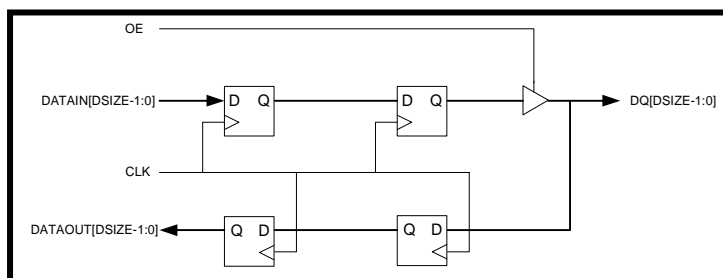 OE
DATAIN[DSIZE-1:0] D Q D Q DQ[DSIZE-1:0]
CLK
DATAOUT[DSIZE-1:0] Q D Q D